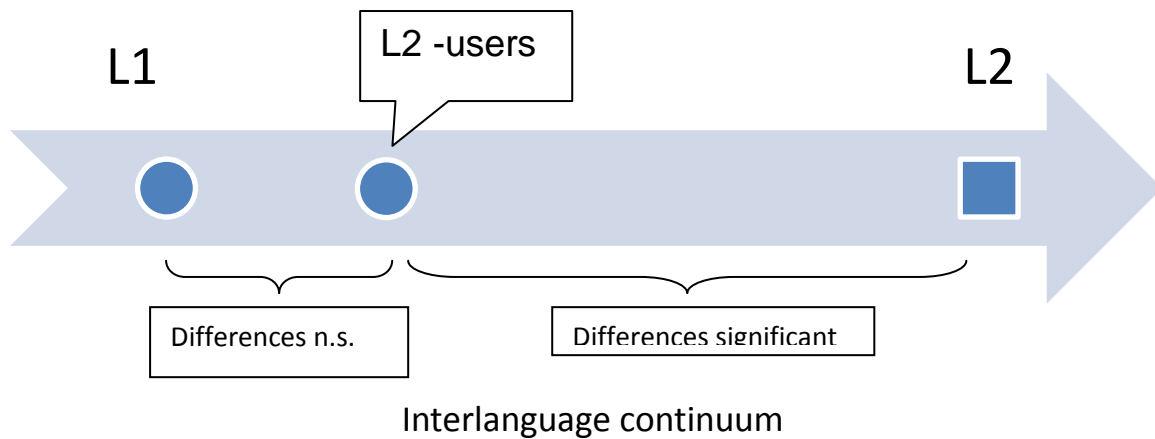 L1
L2 -users
L2
Differences n.s.
Differences significant
Interlanguage continuum